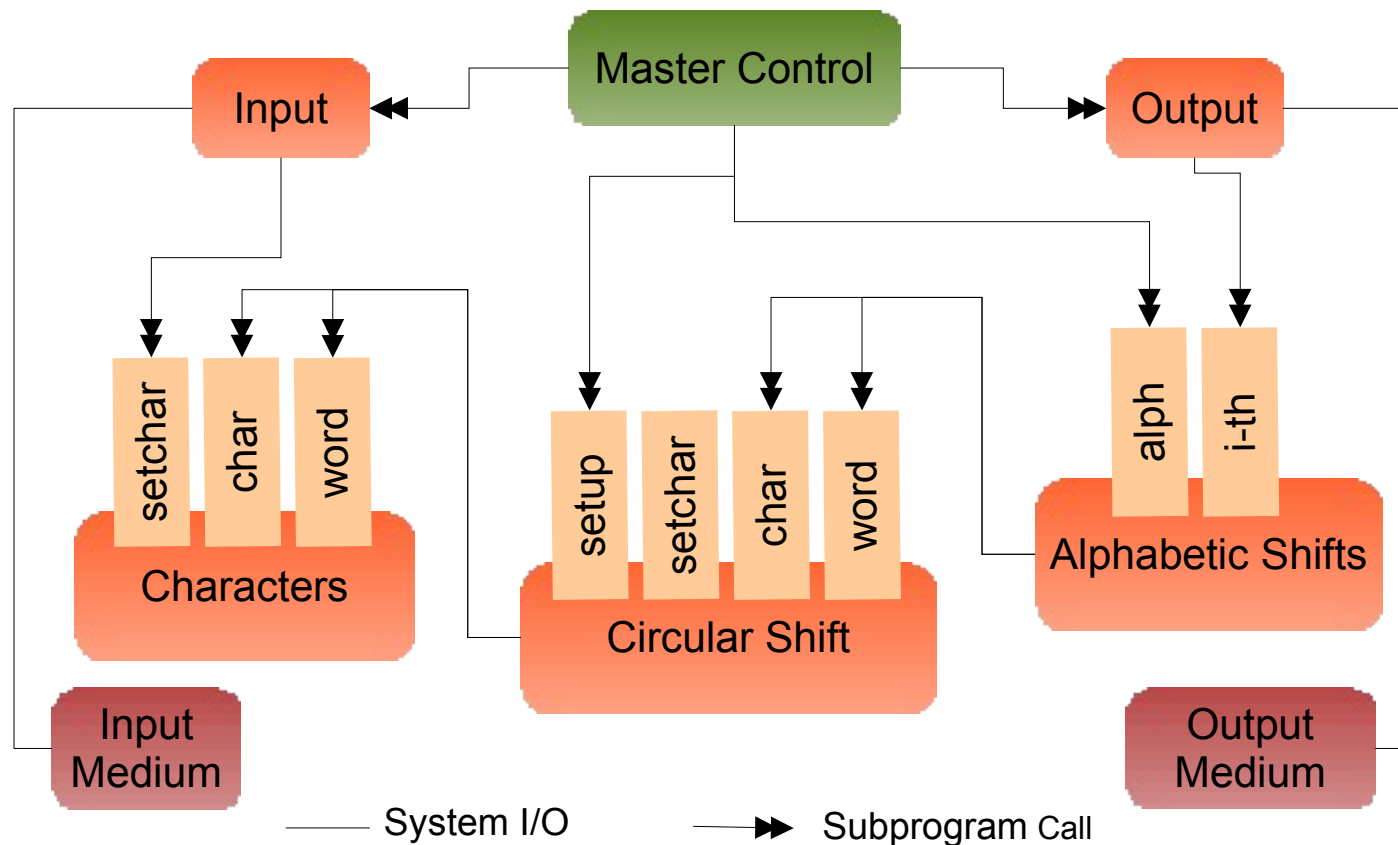 Master Control
Input
Output
setchar
char
word
Characters
setup
setchar
char
word
Circular Shift
alph
i-th
Alphabetic Shifts
Input
Medium
Output
Medium
System I/O
Subprogram Call